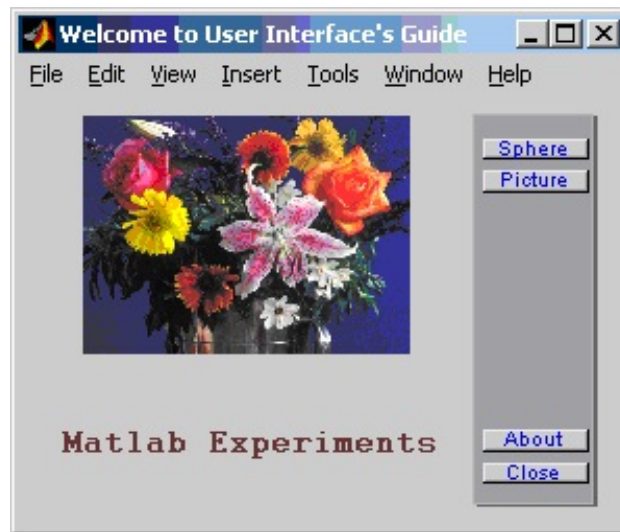 Welcome to User Interface's Guide
File Edit View Insert Tools Window Help
Sphere
Picture
Matlab Experiments
About
Close